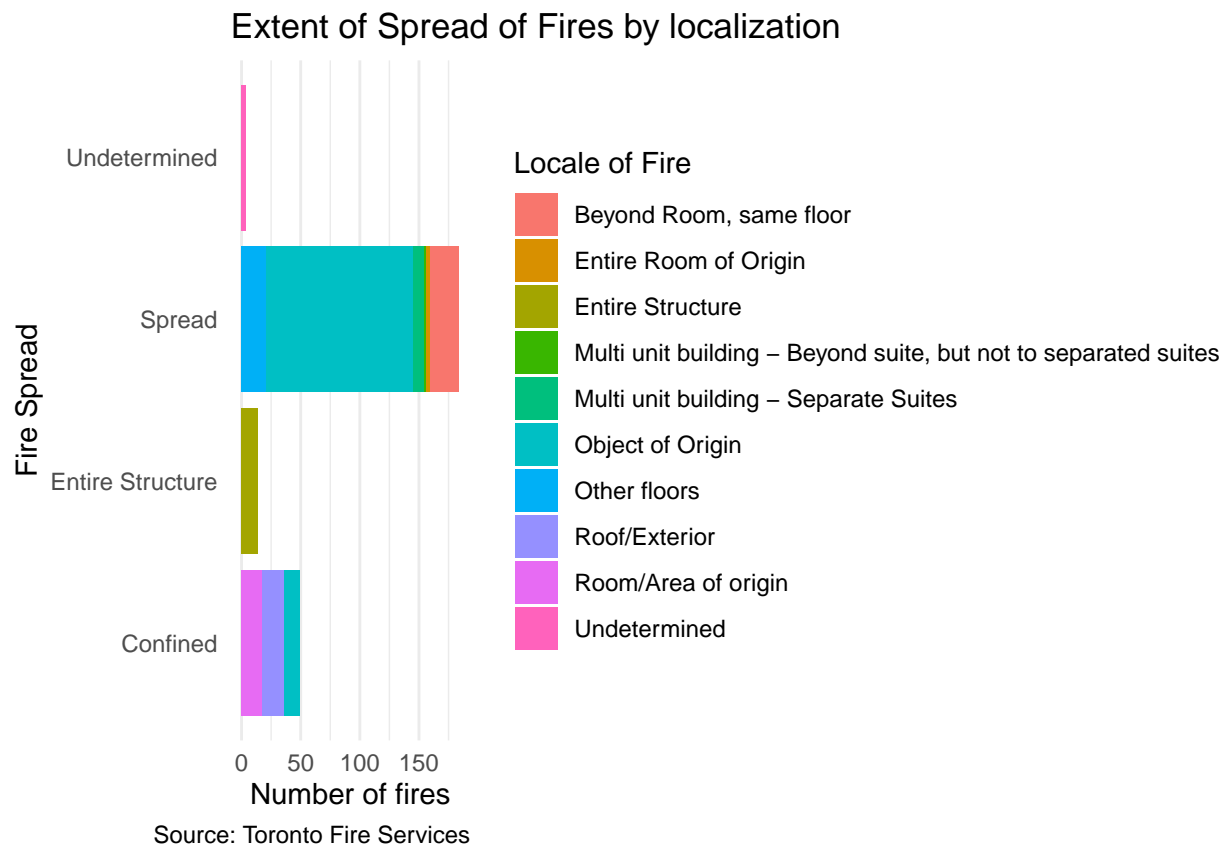 Extent of Spread of Fires by localization
Fire Spread
Undetermined
Spread
Entire Structure
Confined
0 50 100 150
Number of fires
Source: Toronto Fire Services
Locale of Fire
Beyond Room, same floor
Entire Room of Origin
Entire Structure
Multi unit building − Beyond suite, but not to separated suites
Multi unit building − Separate Suites
Object of Origin
Other floors
Roof/Exterior
Room/Area of origin
Undetermined